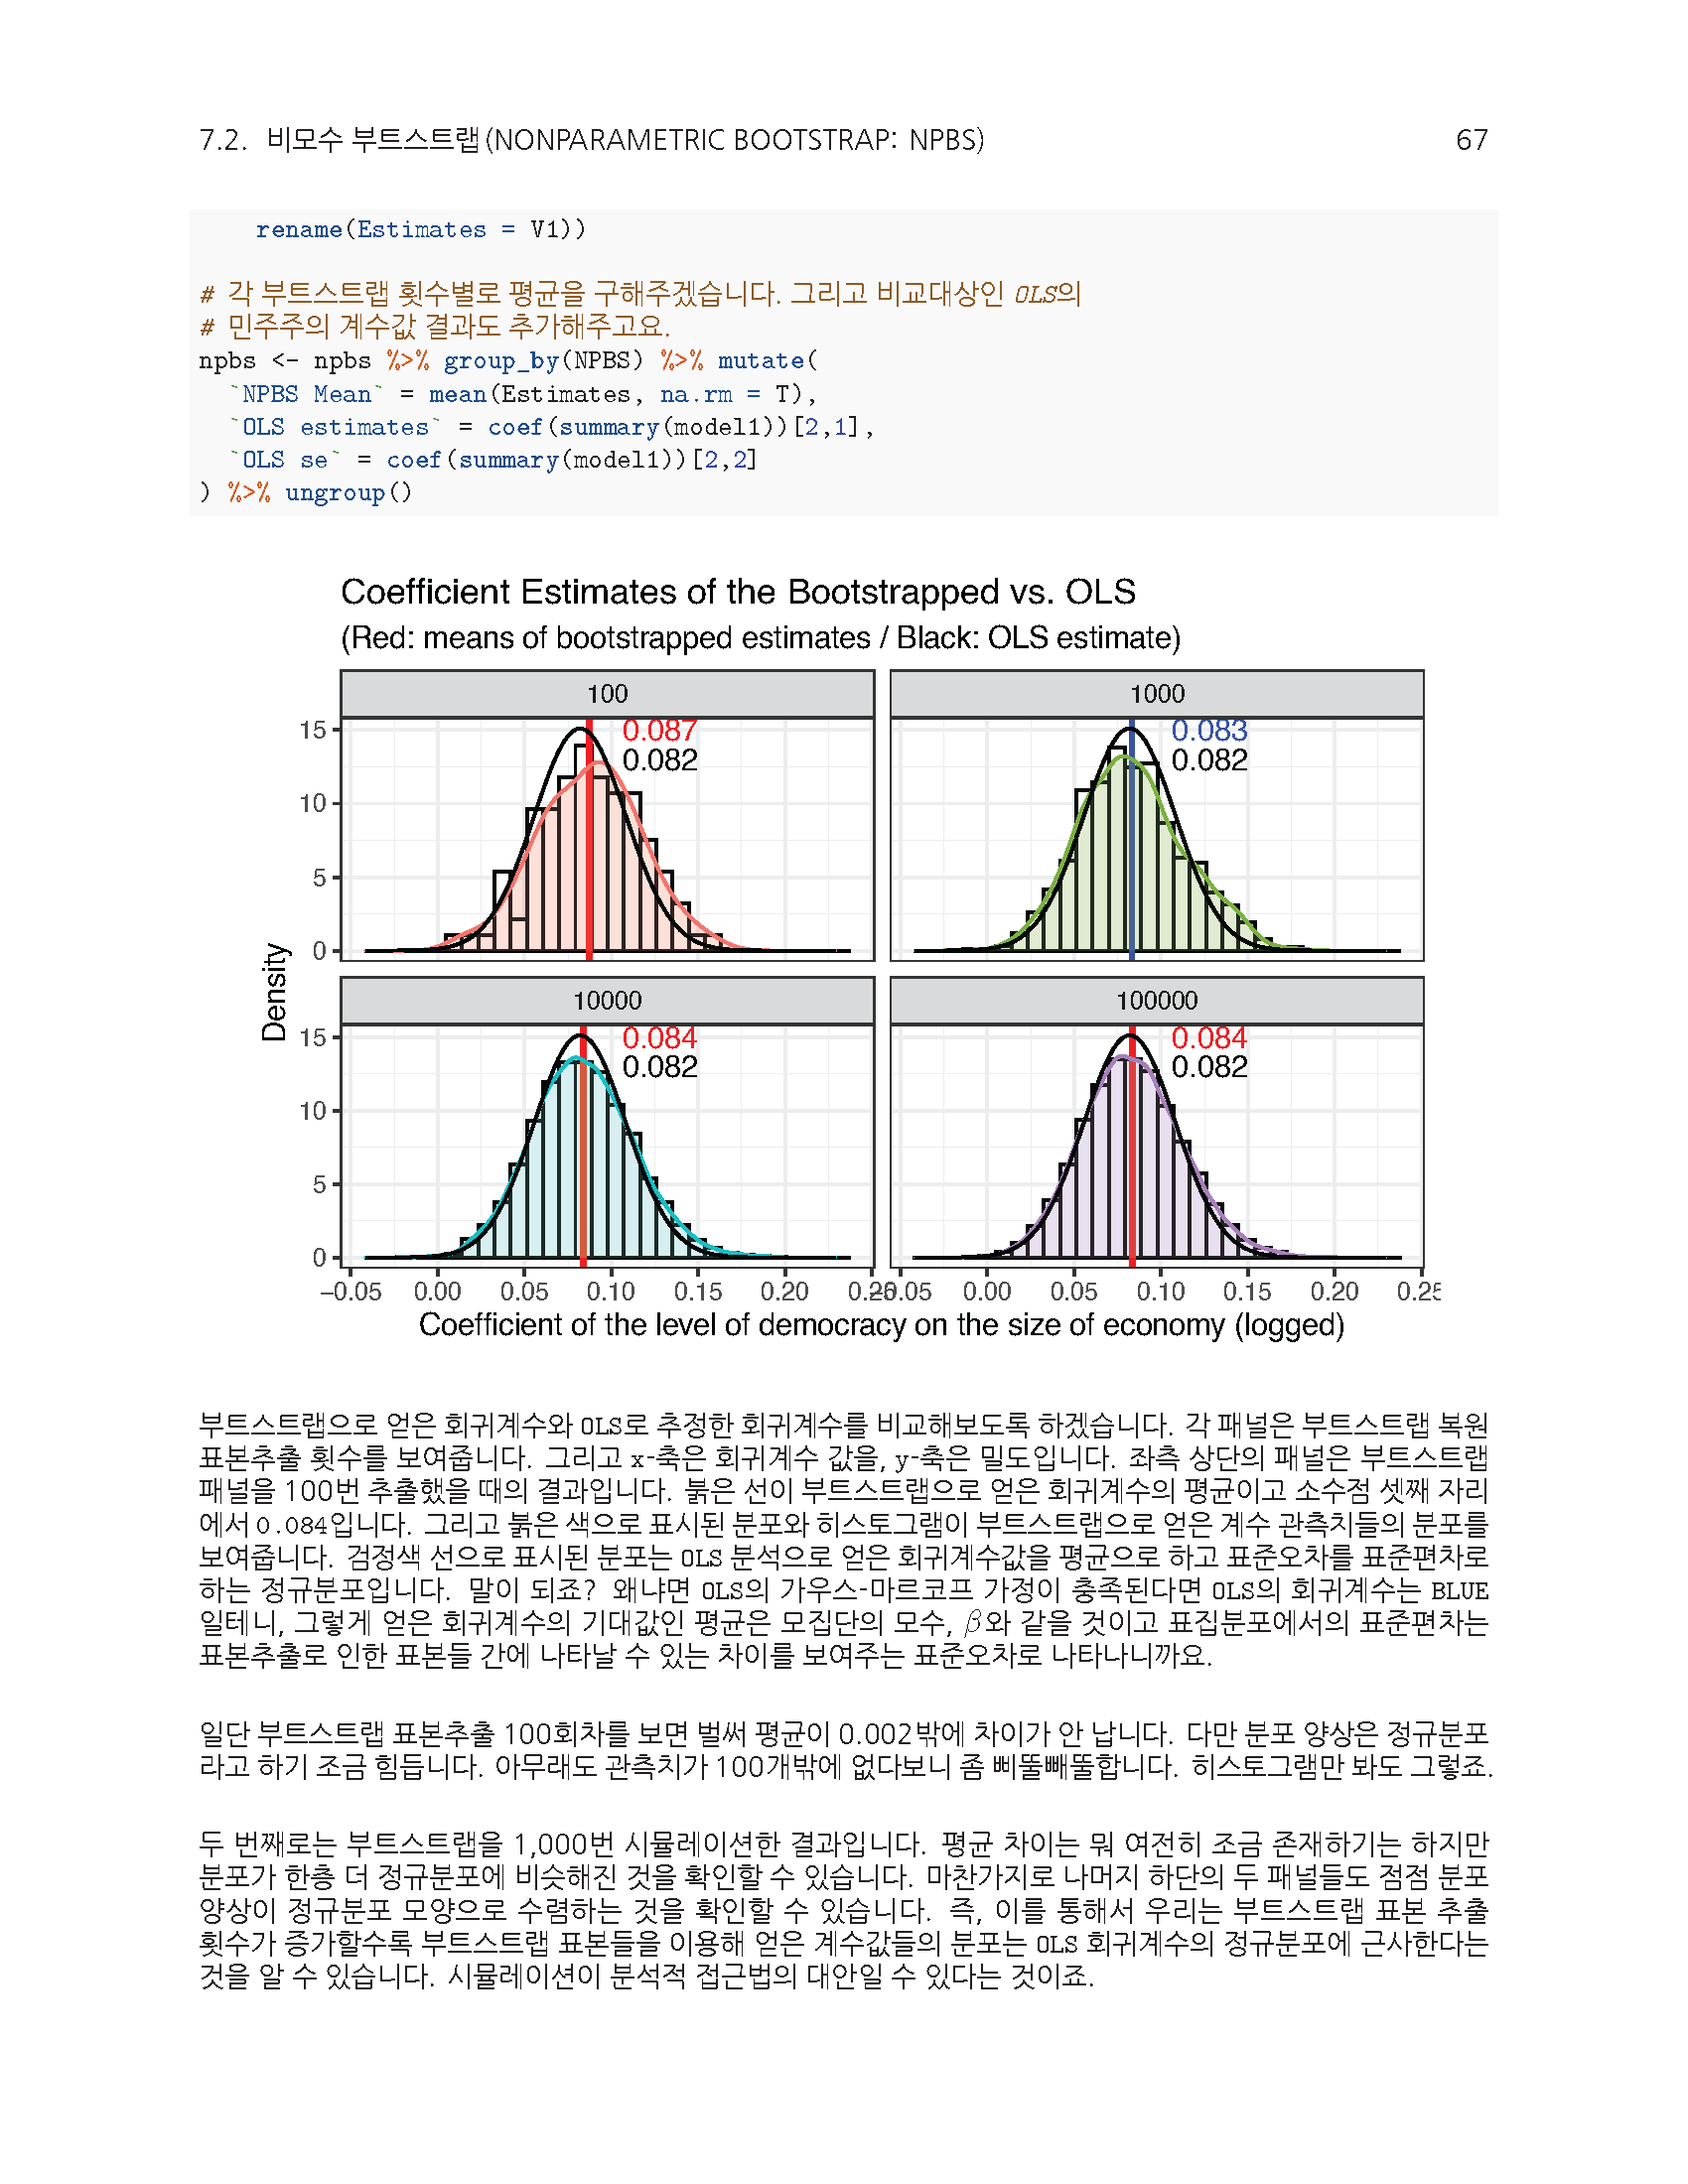 7.2. 비모수 부트스트랩(NONPARAMETRIC BOOTSTRAP: NPBS) 67
rename(Estimates = V1))
# 각 부트스트랩 횟수별로 평균을 구해주겠습니다. 그리고 비교대상인 OLS의
# 민주주의 계수값 결과도 추가해주고요.
npbs <- npbs %>% group_by(NPBS) %>% mutate(
`NPBS Mean` = mean(Estimates, na.rm = T),
`OLS estimates` = coef(summary(model1))[2,1],
`OLS se` = coef(summary(model1))[2,2]
) %>% ungroup()
Coefficient Estimates of the Bootstrapped vs. OLS
(Red: means of bootstrapped estimates / Black: OLS estimate)
100
1000
15
10
5
0
0.087
0.082
0.083
0.082
10000
100000
15
10
5
0
0.084
0.082
0.084
0.082
Density
−0.05 0.00 0.05 0.10 0.15 0.20 0.25
0.05 0.00 0.05 0.10 0.15 0.20 0.25
Coefficient of the level of democracy on the size of economy (logged)
부트스트랩으로 얻은 회귀계수와 OLS로 추정한 회귀계수를 비교해보도록 하겠습니다. 각 패널은 부트스트랩 복원
표본추출 횟수를 보여줍니다. 그리고 x-축은 회귀계수 값을, y-축은 밀도입니다. 좌측 상단의 패널은 부트스트랩
패널을 100번 추출했을 때의 결과입니다. 붉은 선이 부트스트랩으로 얻은 회귀계수의 평균이고 소수점 셋째 자리
에서 0.084입니다. 그리고 붉은 색으로 표시된 분포와 히스토그램이 부트스트랩으로 얻은 계수 관측치들의 분포를
보여줍니다. 검정색 선으로 표시된 분포는 OLS 분석으로 얻은 회귀계수값을 평균으로 하고 표준오차를 표준편차로
하는 정규분포입니다. 말이 되죠? 왜냐면 OLS의 가우스-마르코프 가정이 충족된다면 OLS의 회귀계수는 BLUE
일테니, 그렇게 얻은 회귀계수의 기대값인 평균은 모집단의 모수, β와 같을 것이고 표집분포에서의 표준편차는
표본추출로 인한 표본들 간에 나타날 수 있는 차이를 보여주는 표준오차로 나타나니까요.
일단 부트스트랩 표본추출 100회차를 보면 벌써 평균이 0.002밖에 차이가 안 납니다. 다만 분포 양상은 정규분포
라고 하기 조금 힘듭니다. 아무래도 관측치가 100개밖에 없다보니 좀 삐뚤빼뚤합니다. 히스토그램만 봐도 그렇죠.
두 번째로는 부트스트랩을 1,000번 시뮬레이션한 결과입니다. 평균 차이는 뭐 여전히 조금 존재하기는 하지만
분포가 한층 더 정규분포에 비슷해진 것을 확인할 수 있습니다. 마찬가지로 나머지 하단의 두 패널들도 점점 분포
양상이 정규분포 모양으로 수렴하는 것을 확인할 수 있습니다. 즉, 이를 통해서 우리는 부트스트랩 표본 추출
횟수가 증가할수록 부트스트랩 표본들을 이용해 얻은 계수값들의 분포는 OLS 회귀계수의 정규분포에 근사한다는
것을 알 수 있습니다. 시뮬레이션이 분석적 접근법의 대안일 수 있다는 것이죠.